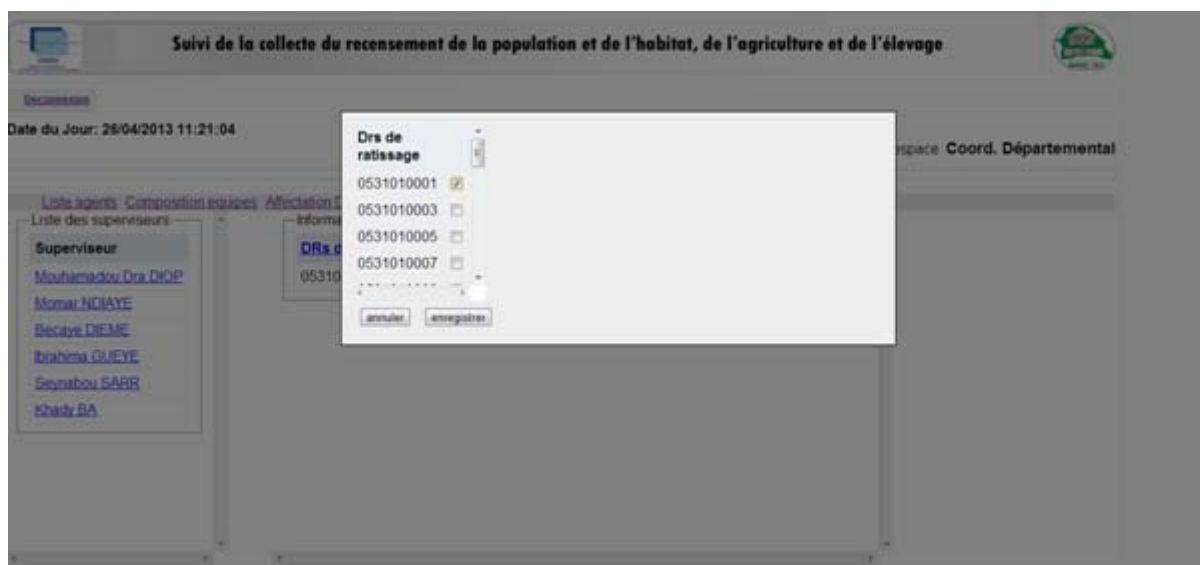 Suivi de la collecte du recensement de la population et de l'habitat, de l'agriculture et de l'élevage
Deconnexion
Date du Jour: 26/04/2013 11:21:04
espace Coord. Départemental
Liste agents Composition equipes Affectation D
Liste des superviseurs
Superviseur
Mouhamadou Dra DIOP
Momar NDIAYE
Becaye DIEME
Ibrahima GUEYE
Seynabou SARR
Khady BA
Informa
DRs d
05310
Drs de
ratissage
0531010001
0531010003
0531010005
0531010007
annuler enregistrer